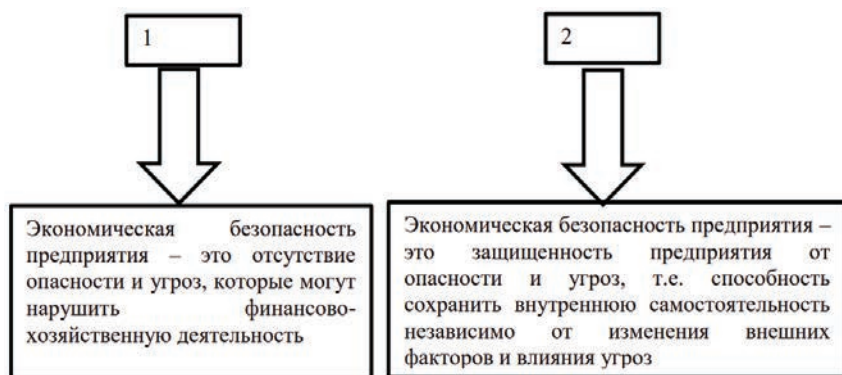 1
2
Экономическая безопасность
предприятия – это отсутствие
опасности и угроз, которые могут
нарушить финансово-
хозяйственную деятельность
Экономическая безопасность предприятия –
это защищенность предприятия от
опасности и угроз, т.е. способность
сохранить внутреннюю самостоятельность
независимо от изменения внешних
факторов и влияния угроз